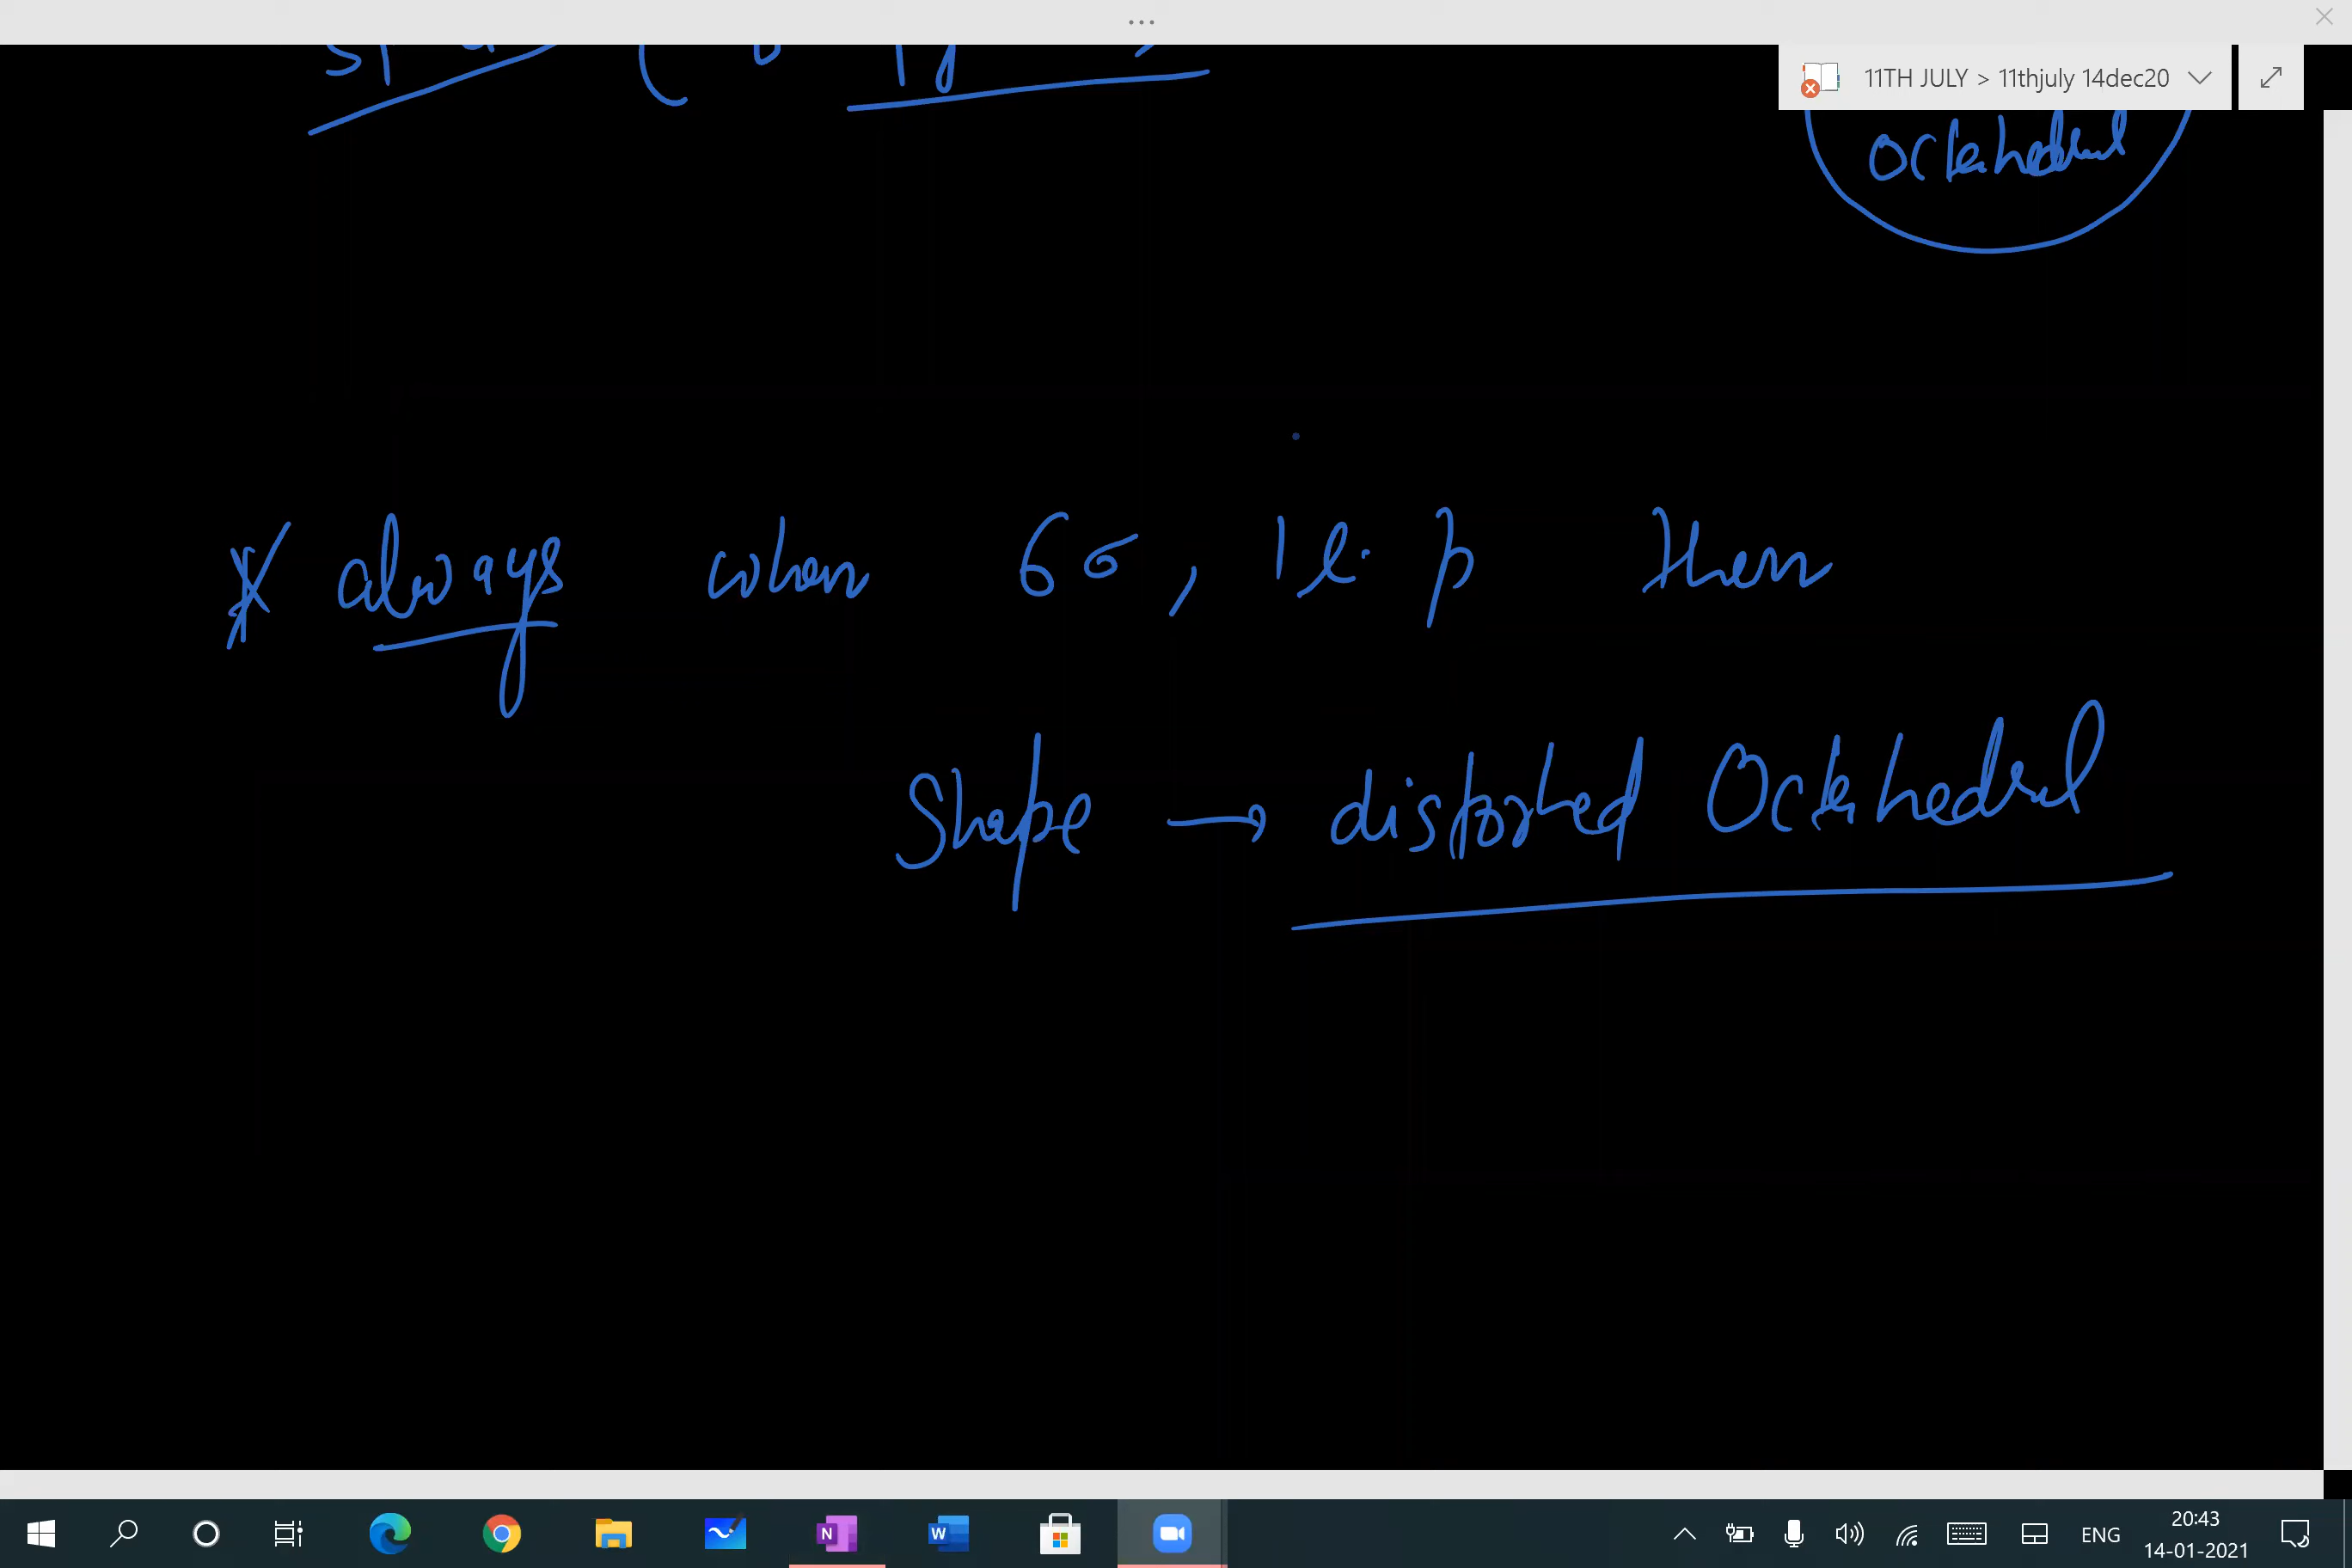 11TH JULY > 11thjuly 14dec20
Octahedral
* always when 6σ, 1l.p then
Shape → distorted Octahedral
ENG
20:43
14-01-2021